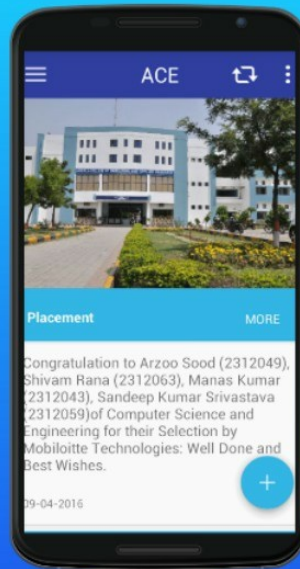 ACE
Placement
MORE
Congratulation to Arzoo Sood (2312049),
Shivam Rana (2312063), Manas Kumar
(2312043), Sandeep Kumar Srivastava
(2312059)of Computer Science and
Engineering for their Selection by
Mobiloitte Technologies: Well Done and
Best Wishes.
09-04-2016